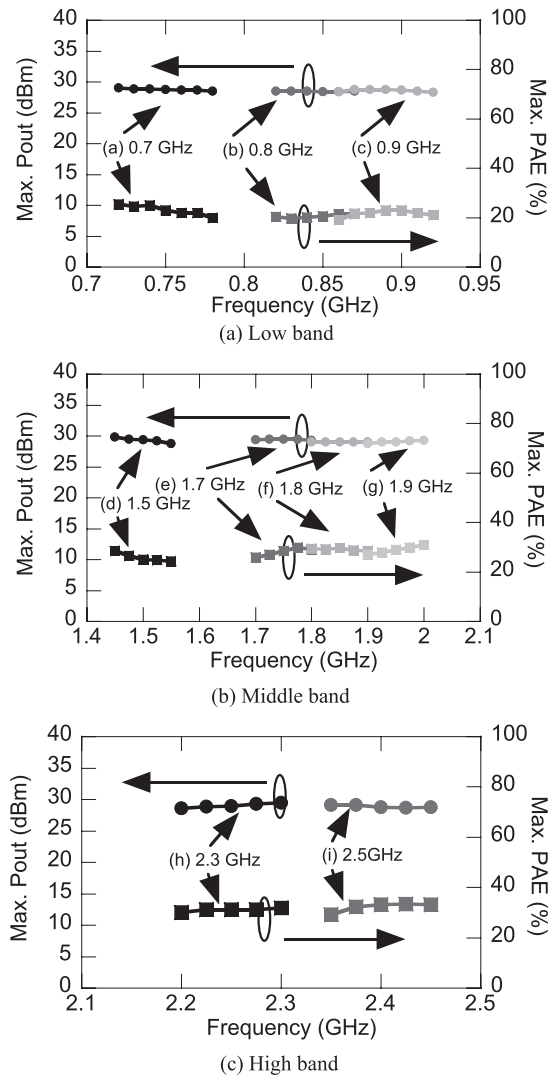 40
35
30
25
20
15
10
5
0
Max. Pout (dBm)
100
80
60
40
20
0
Max. PAE (%)
(a) 0.7 GHz
(b) 0.8 GHz
(c) 0.9 GHz
0.7 0.75 0.8 0.85 0.9 0.95
Frequency (GHz)
(a) Low band
40
35
30
25
20
15
10
5
0
Max. Pout (dBm)
100
80
60
40
20
0
Max. PAE (%)
(d) 1.5 GHz
(e) 1.7 GHz
(f) 1.8 GHz
(g) 1.9 GHz
1.4 1.5 1.6 1.7 1.8 1.9 2 2.1
Frequency (GHz)
(b) Middle band
40
35
30
25
20
15
10
5
0
Max. Pout (dBm)
100
80
60
40
20
0
Max. PAE (%)
(h) 2.3 GHz
(i) 2.5GHz
2.1 2.2 2.3 2.4 2.5
Frequency (GHz)
(c) High band